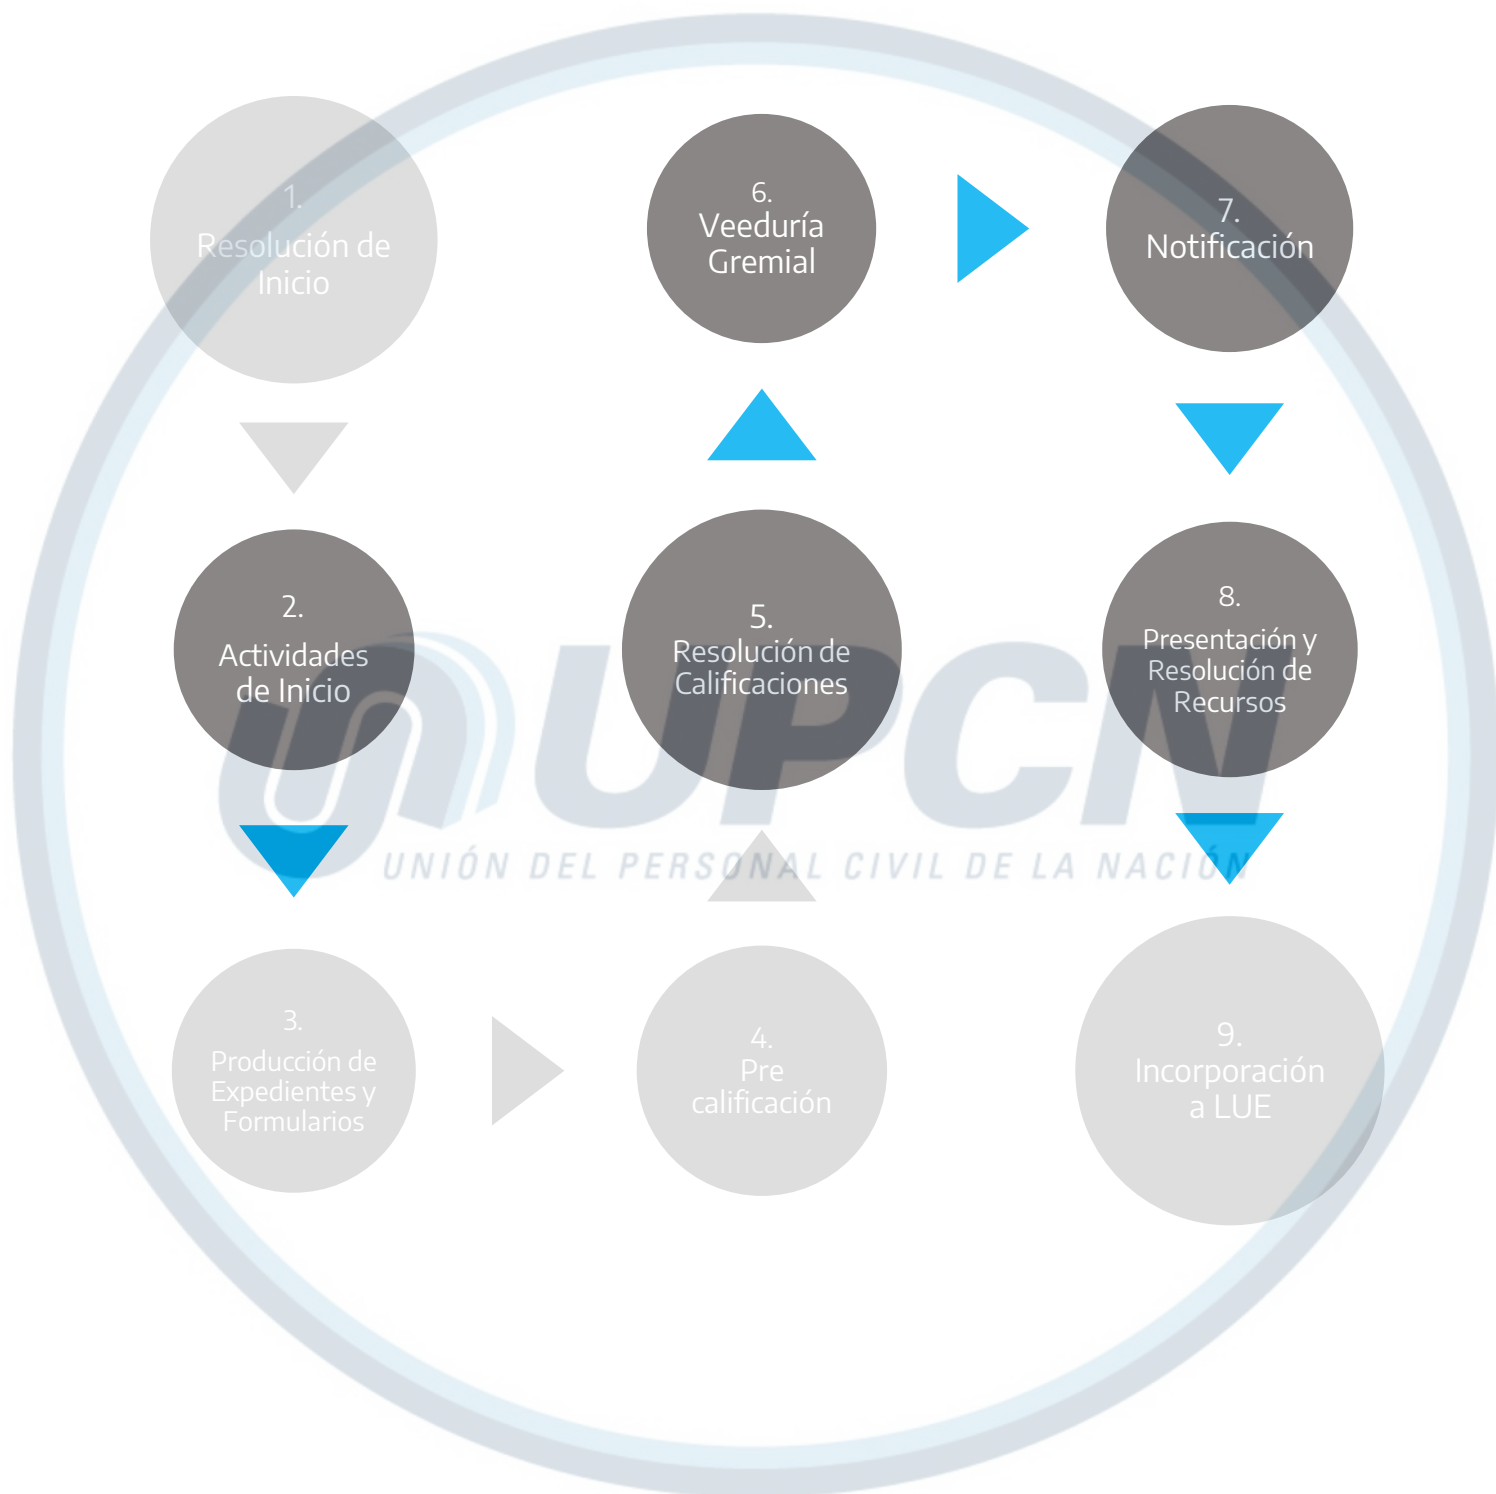 1.
Resolución de
Inicio
2.
Actividades
de Inicio
3.
Producción de
Expedientes y
Formularios
4.
Pre
calificación
5.
Resolución de
Calificaciones
6.
Veeduría
Gremial
7.
Notificación
8.
Presentación y
Resolución de
Recursos
9.
Incorporación
a LUE
UPCN
UNIÓN DEL PERSONAL CIVIL DE LA NACIÓN